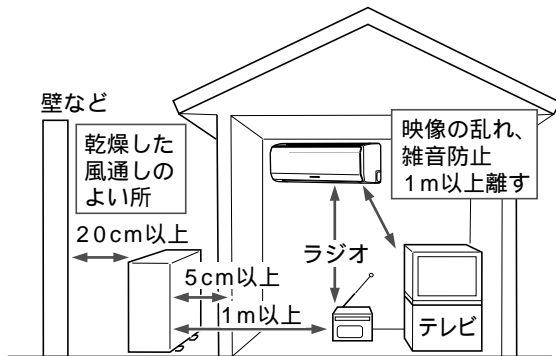 壁など
乾燥した
風通しの
よい所
映像の乱れ、
雑音防止
1m以上離す
20cm以上
5cm以上
1m以上
ラジオ
テレビ